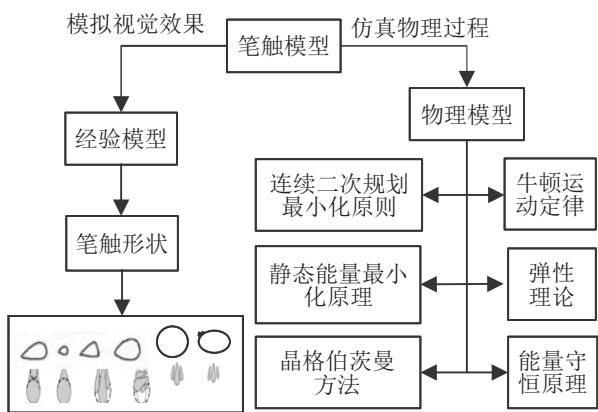 模拟视觉效果
笔触模型
仿真物理过程
经验模型
物理模型
连续二次规划
最小化原则
牛顿运
动定律
笔触形状
静态能量最小
化原理
弹性
理论
晶格伯茨曼
方法
能量守
恒原理